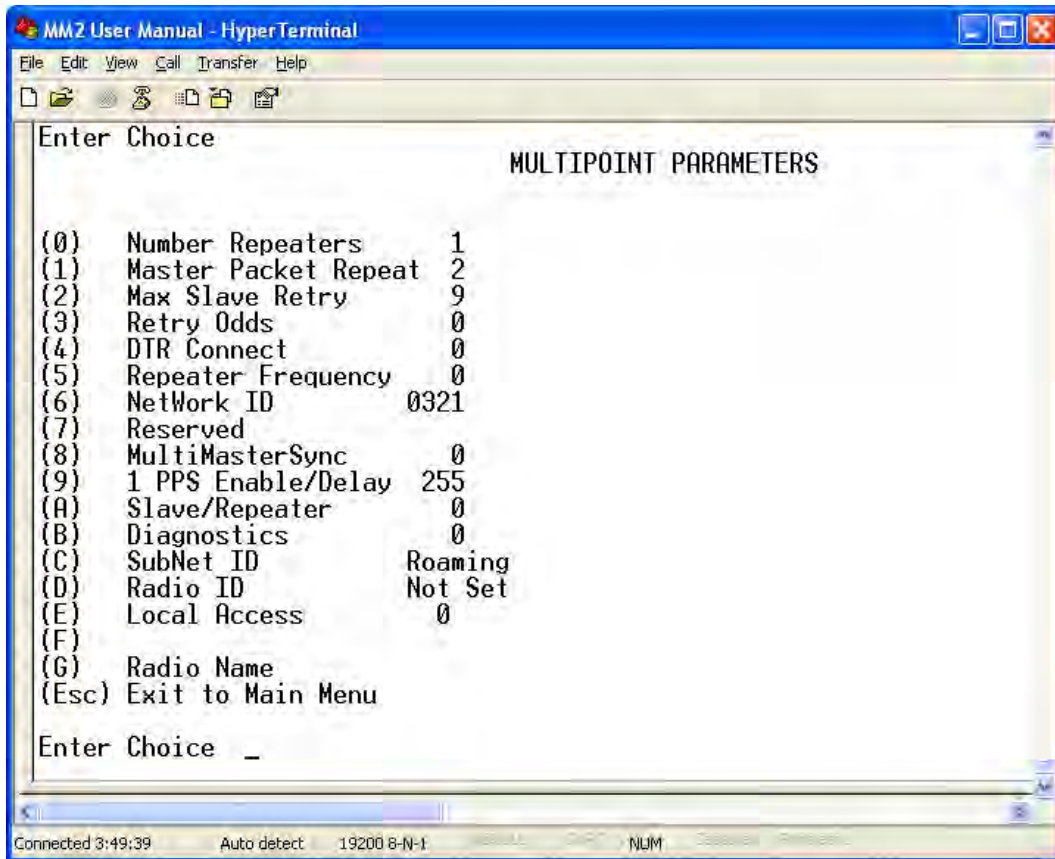 MM2 User Manual - HyperTerminal
File Edit View Call Transfer Help
Enter Choice
MULTIPOINT PARAMETERS
(0) Number Repeaters 1
(1) Master Packet Repeat 2
(2) Max Slave Retry 9
(3) Retry Odds 0
(4) DTR Connect 0
(5) Repeater Frequency 0
(6) NetWork ID 0321
(7) Reserved
(8) MultiMasterSync 0
(9) 1 PPS Enable/Delay 255
(A) Slave/Repeater 0
(B) Diagnostics 0
(C) SubNet ID Roaming
(D) Radio ID Not Set
(E) Local Access 0
(F)
(G) Radio Name
(Esc) Exit to Main Menu
Enter Choice _
Connected 3:49:39 Auto detect 19200 8-N-1 NUM